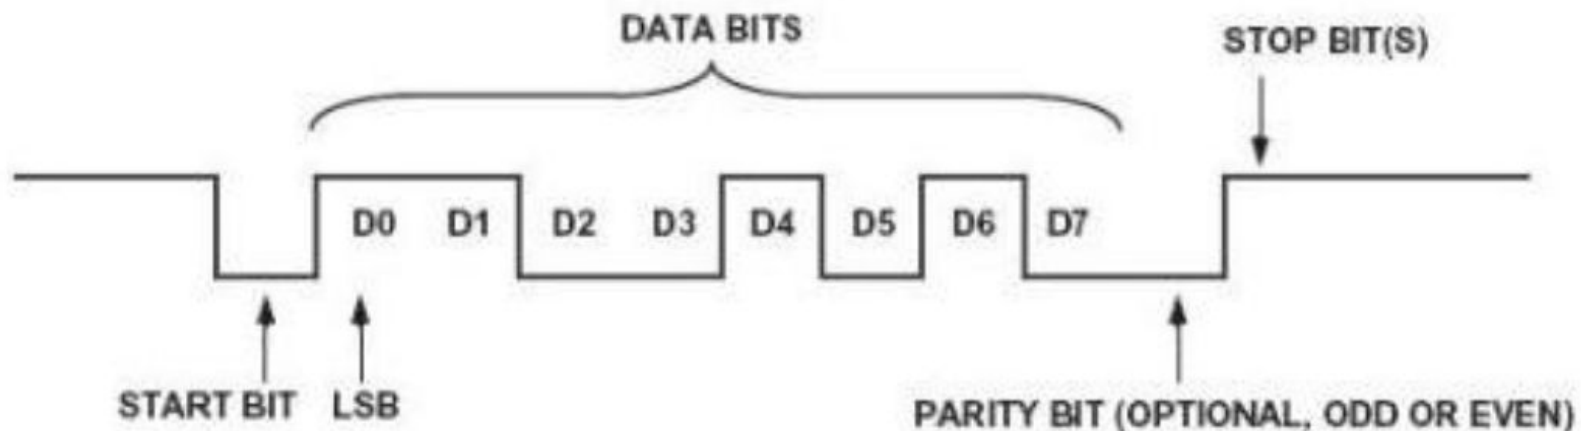 DATA BITS
STOP BIT(S)
D0 D1 D2 D3 D4 D5 D6 D7
START BIT LSB
PARITY BIT (OPTIONAL, ODD OR EVEN)